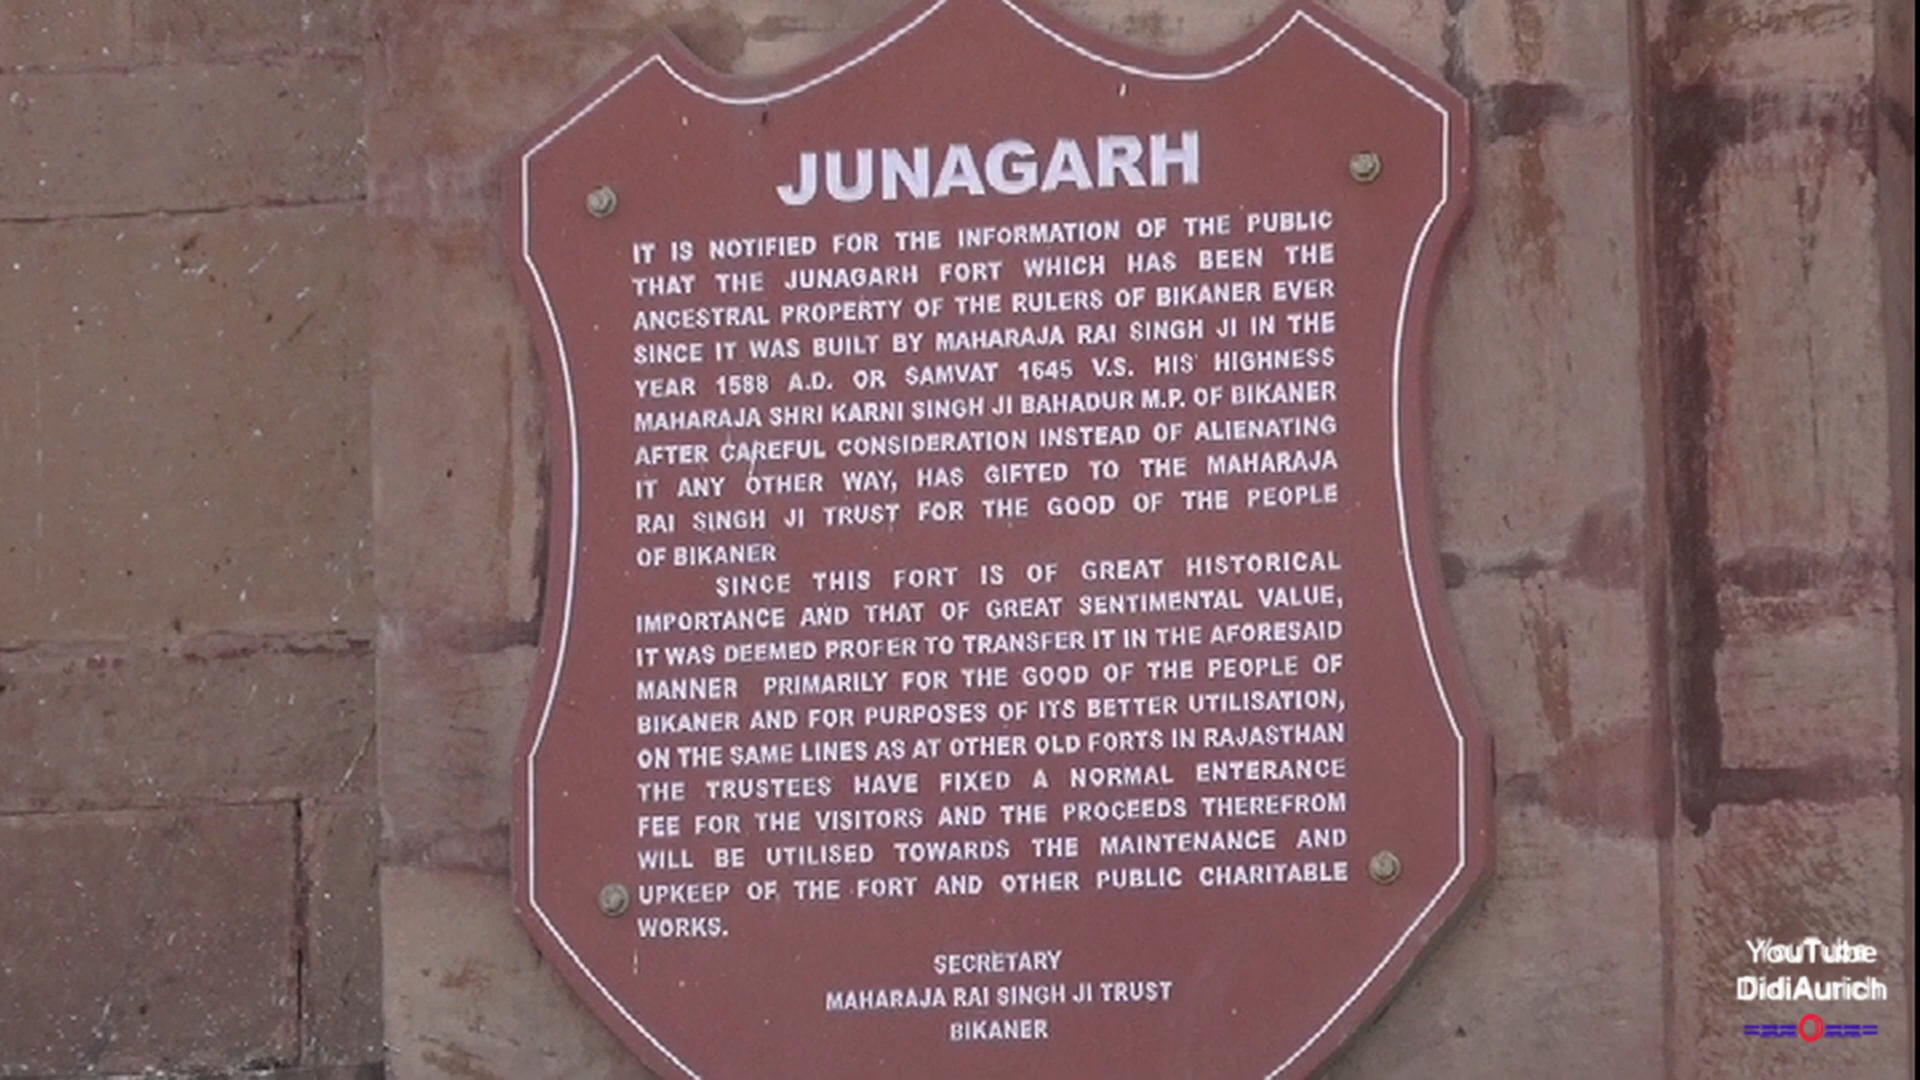 JUNAGARH
IT IS NOTIFIED FOR THE INFORMATION OF THE PUBLIC
THAT THE JUNAGARH FORT WHICH HAS BEEN THE
ANCESTRAL PROPERTY OF THE RULERS OF BIKANER EVER
SINCE IT WAS BUILT BY MAHARAJA RAI SINGH JI IN THE
YEAR 1588 A.D. OR SAMVAT 1645 V.S. HIS HIGHNESS
MAHARAJA SHRI KARNI SINGH JI BAHADUR M.P. OF BIKANER
AFTER CAREFUL CONSIDERATION INSTEAD OF ALIENATING
IT ANY OTHER WAY, HAS GIFTED TO THE MAHARAJA
RAI SINGH JI TRUST FOR THE GOOD OF THE PEOPLE
OF BIKANER
SINCE THIS FORT IS OF GREAT HISTORICAL
IMPORTANCE AND THAT OF GREAT SENTIMENTAL VALUE,
IT WAS DEEMED PROFER TO TRANSFER IT IN THE AFORESAID
MANNER PRIMARILY FOR THE GOOD OF THE PEOPLE OF
BIKANER AND FOR PURPOSES OF ITS BETTER UTILISATION,
ON THE SAME LINES AS AT OTHER OLD FORTS IN RAJASTHAN
THE TRUSTEES HAVE FIXED A NORMAL ENTERANCE
FEE FOR THE VISITORS AND THE PROCEEDS THEREFROM
WILL BE UTILISED TOWARDS THE MAINTENANCE AND
UPKEEP OF THE FORT AND OTHER PUBLIC CHARITABLE
WORKS.
SECRETARY
MAHARAJA RAI SINGH JI TRUST
BIKANER
YouTube
DidiAurich